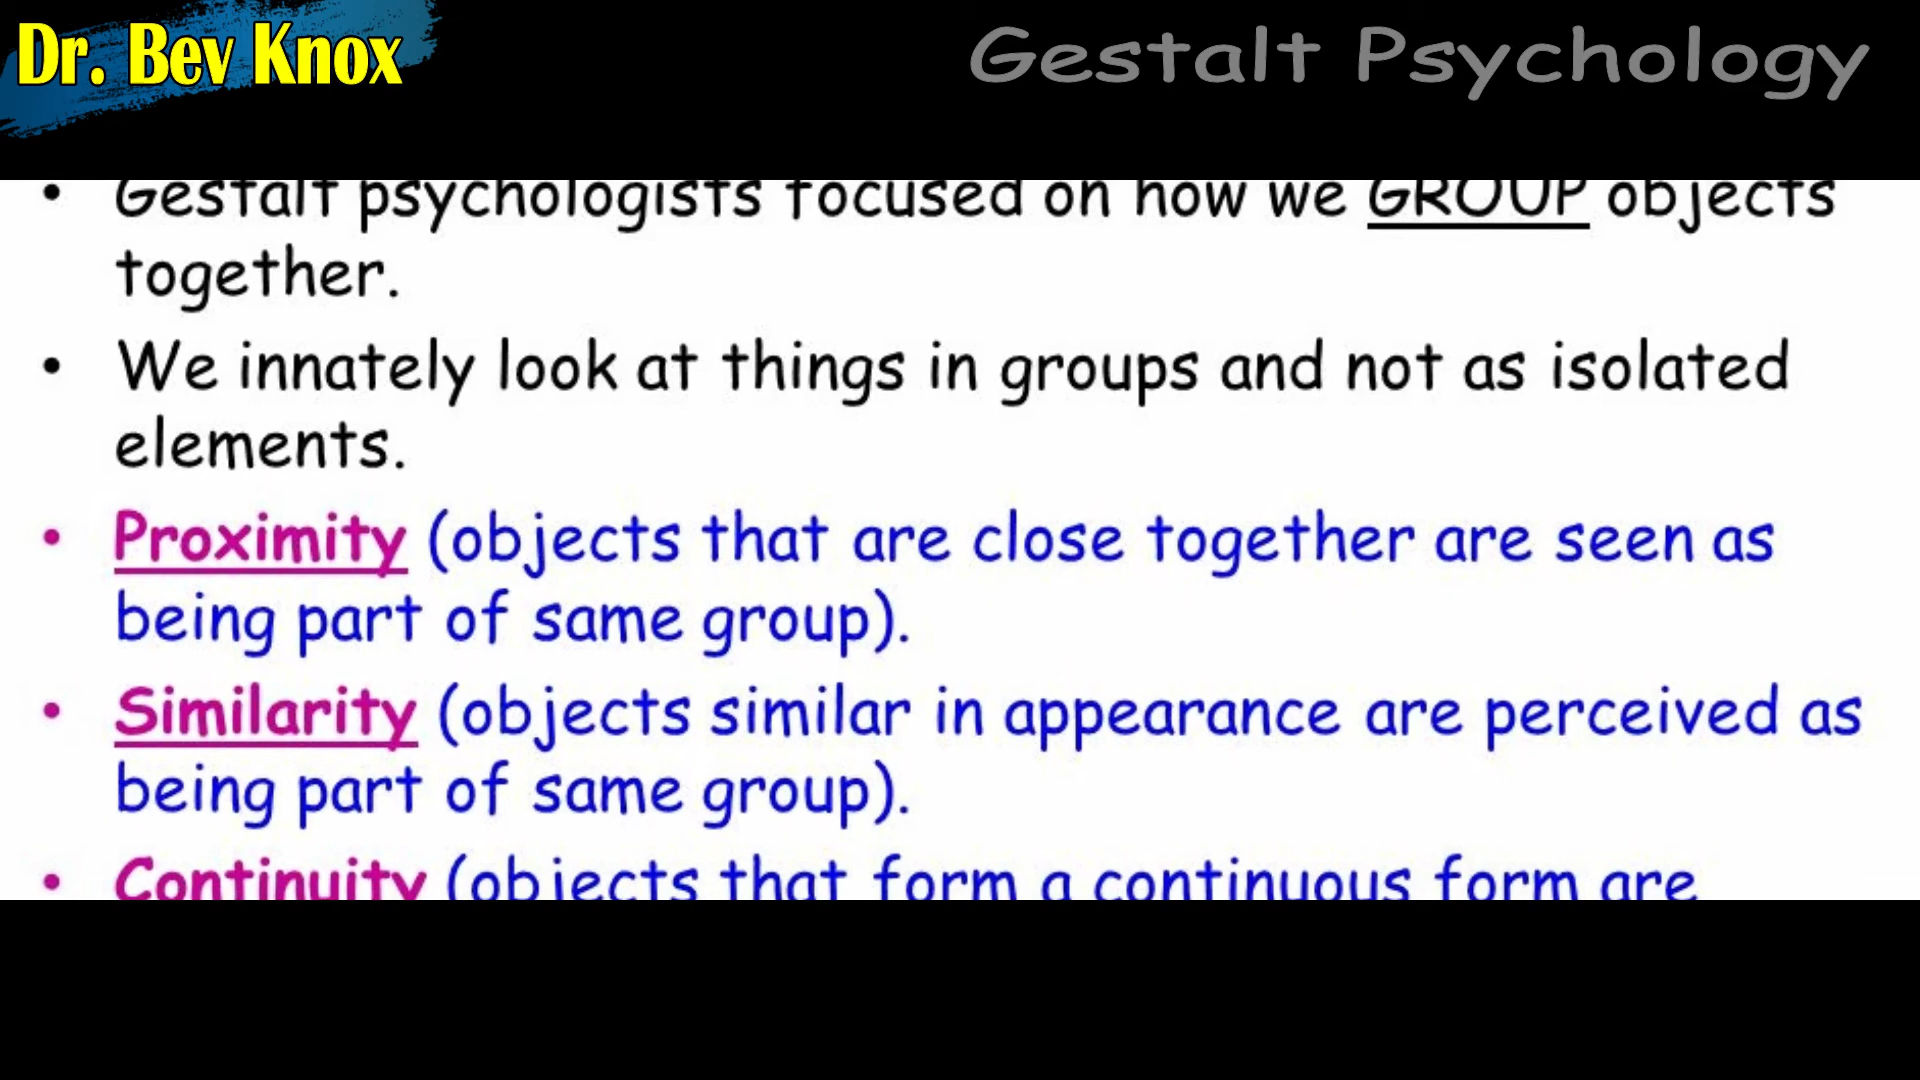 Dr. Bev Knox
Gestalt Psychology
• Gestalt psychologists focused on how we GROUP objects
together.
• We innately look at things in groups and not as isolated
elements.
• Proximity (objects that are close together are seen as
being part of same group).
• Similarity (objects similar in appearance are perceived as
being part of same group).
• Continuity (objects that form a continuous form are